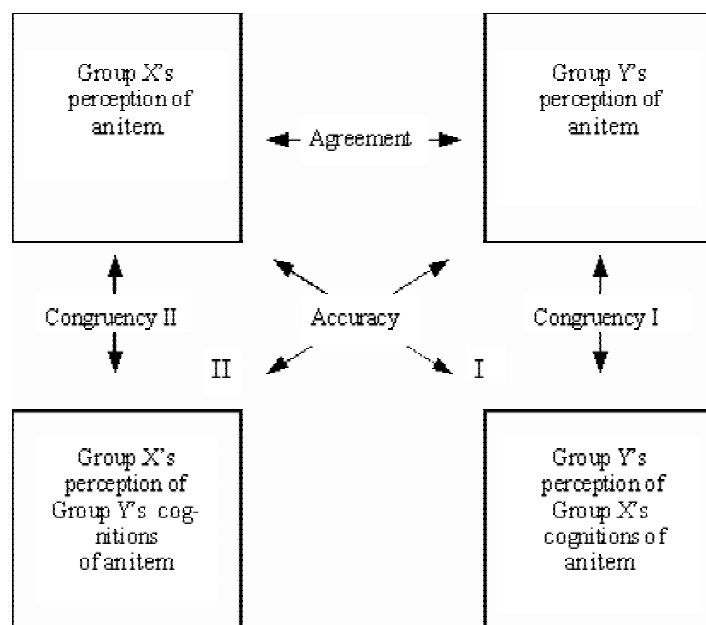 Group X's
perception of
anitem
Group Y's
perception of
anitem
Agreement
Congruency II
Accuracy
Congruency I
II
I
Group X's
perception of
Group Y's cog-
nitions
of anitem
Group Y's
perception of
Group X's
cognitions of
anitem